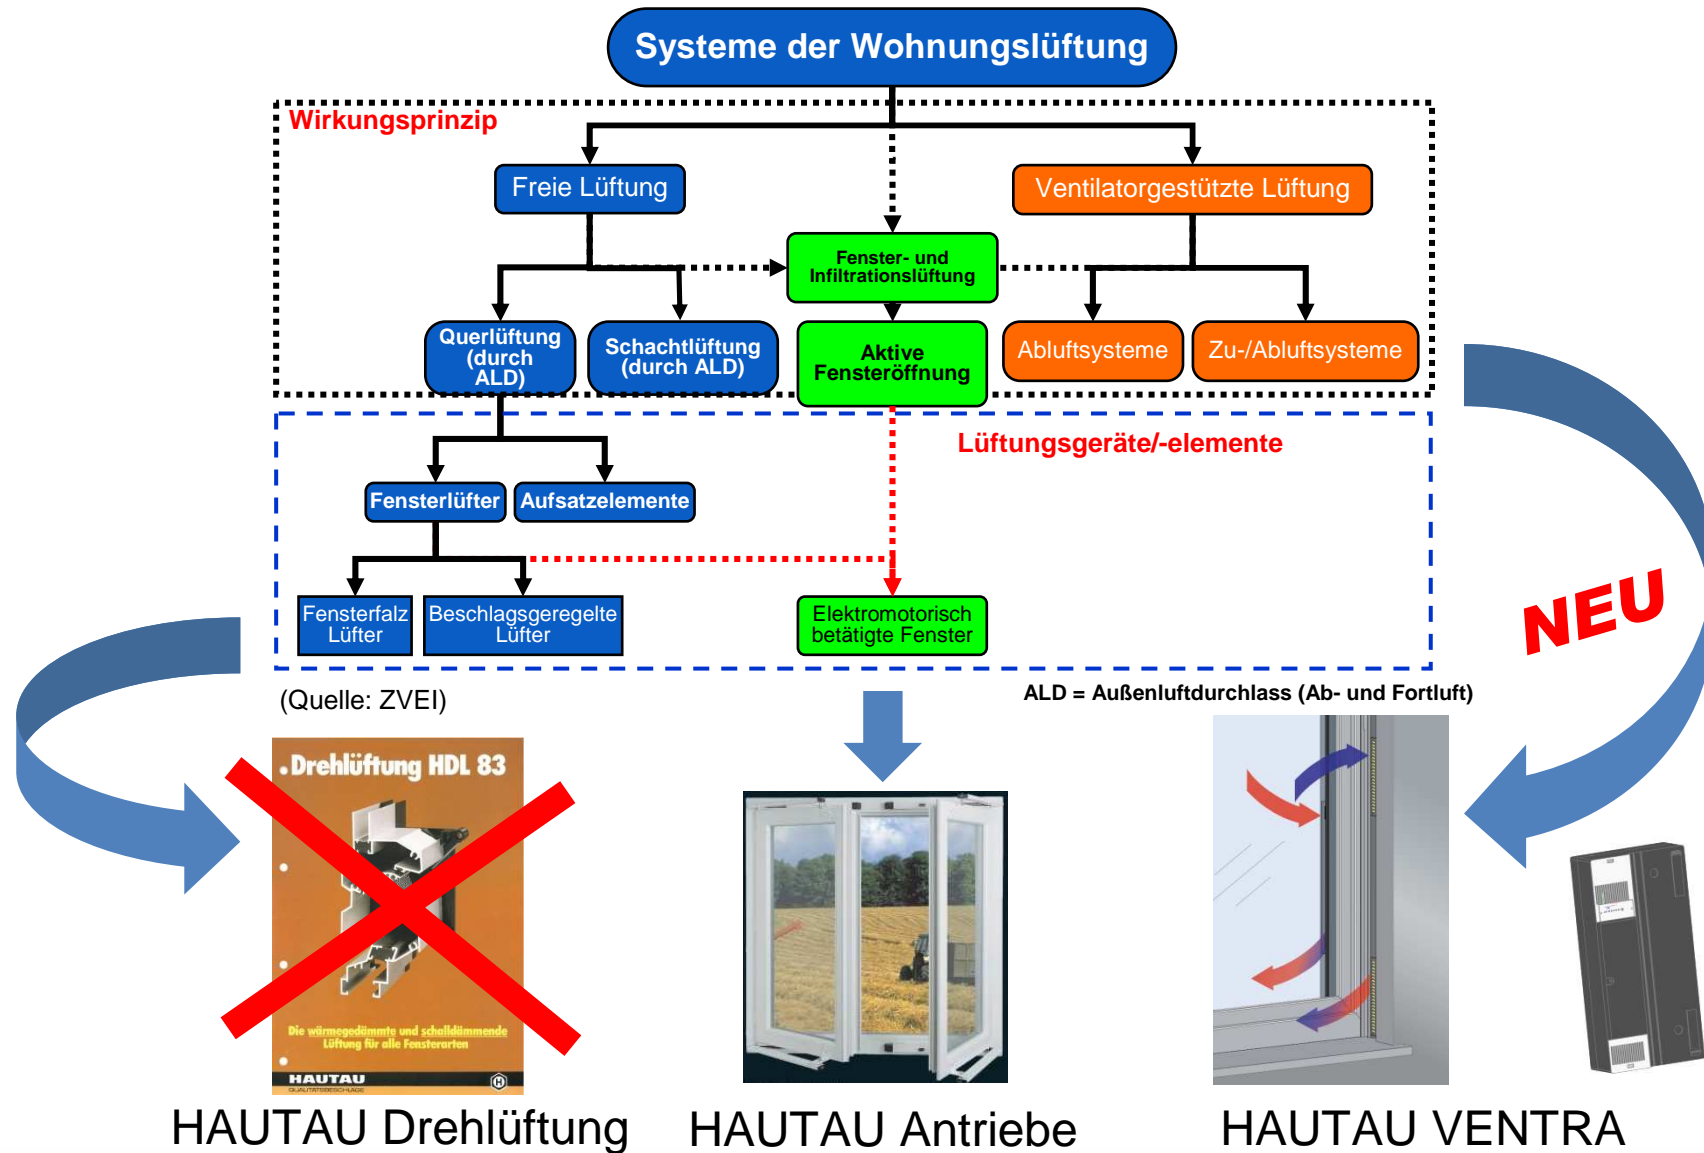 Systeme der Wohnungslüftung
Wirkungsprinzip
Freie Lüftung
Ventilatorgestützte Lüftung
Fenster- und
Infiltrationslüftung
Querlüftung
(durch
ALD)
Schachtlüftung
(durch ALD)
Aktive
Fensteröffnung
Abluftsysteme
Zu-/Abluftsysteme
Lüftungsgeräte/-elemente
Fensterlüfter
Aufsatzelemente
Fensterfalz
Lüfter
Beschlagsgeregelte
Lüfter
Elektromotorisch
betätigte Fenster
NEU
(Quelle: ZVEI)
ALD = Außenluftdurchlass (Ab- und Fortluft)
.Drehlüftung HDL 83
Die wärmegedämmte und schalldämmende
Lüftung für alle Fensterarten
HAUTAU
QUALITÄTSBESCHLÄGE
H
HAUTAU Drehlüftung
HAUTAU Antriebe
HAUTAU VENTRA